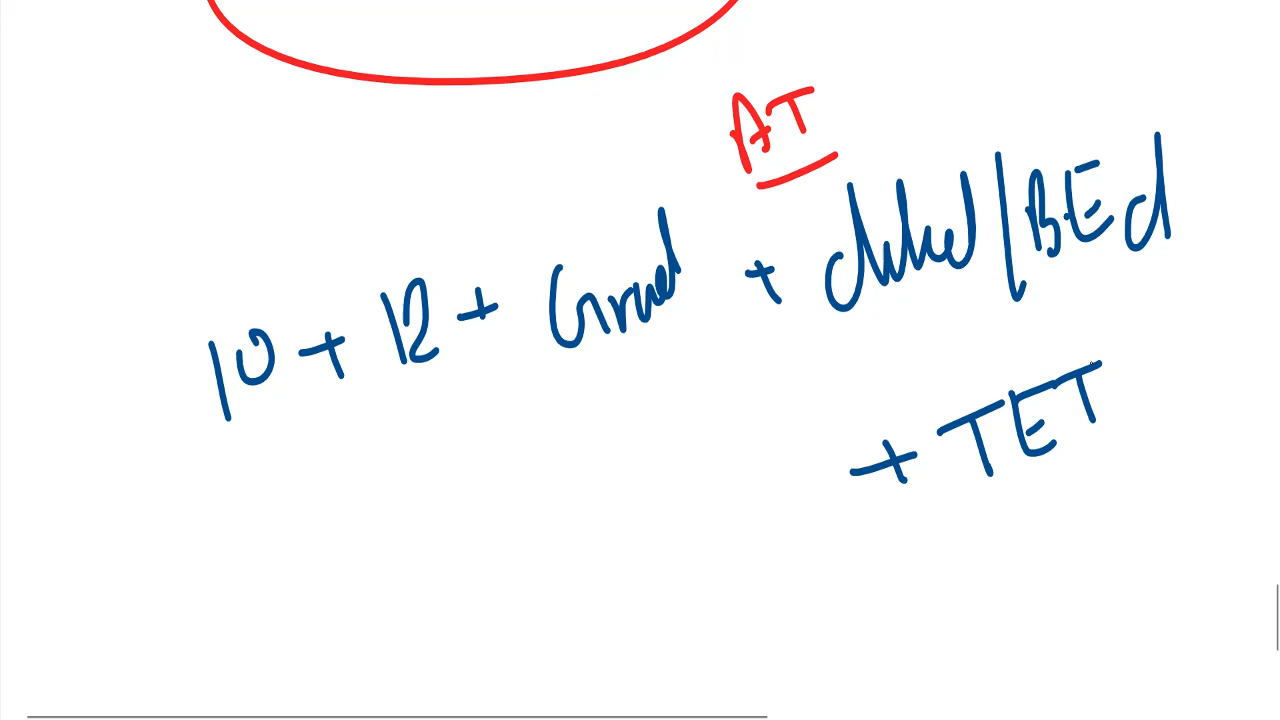 AT
10 + 12 + Grad + /BEd
+ TET